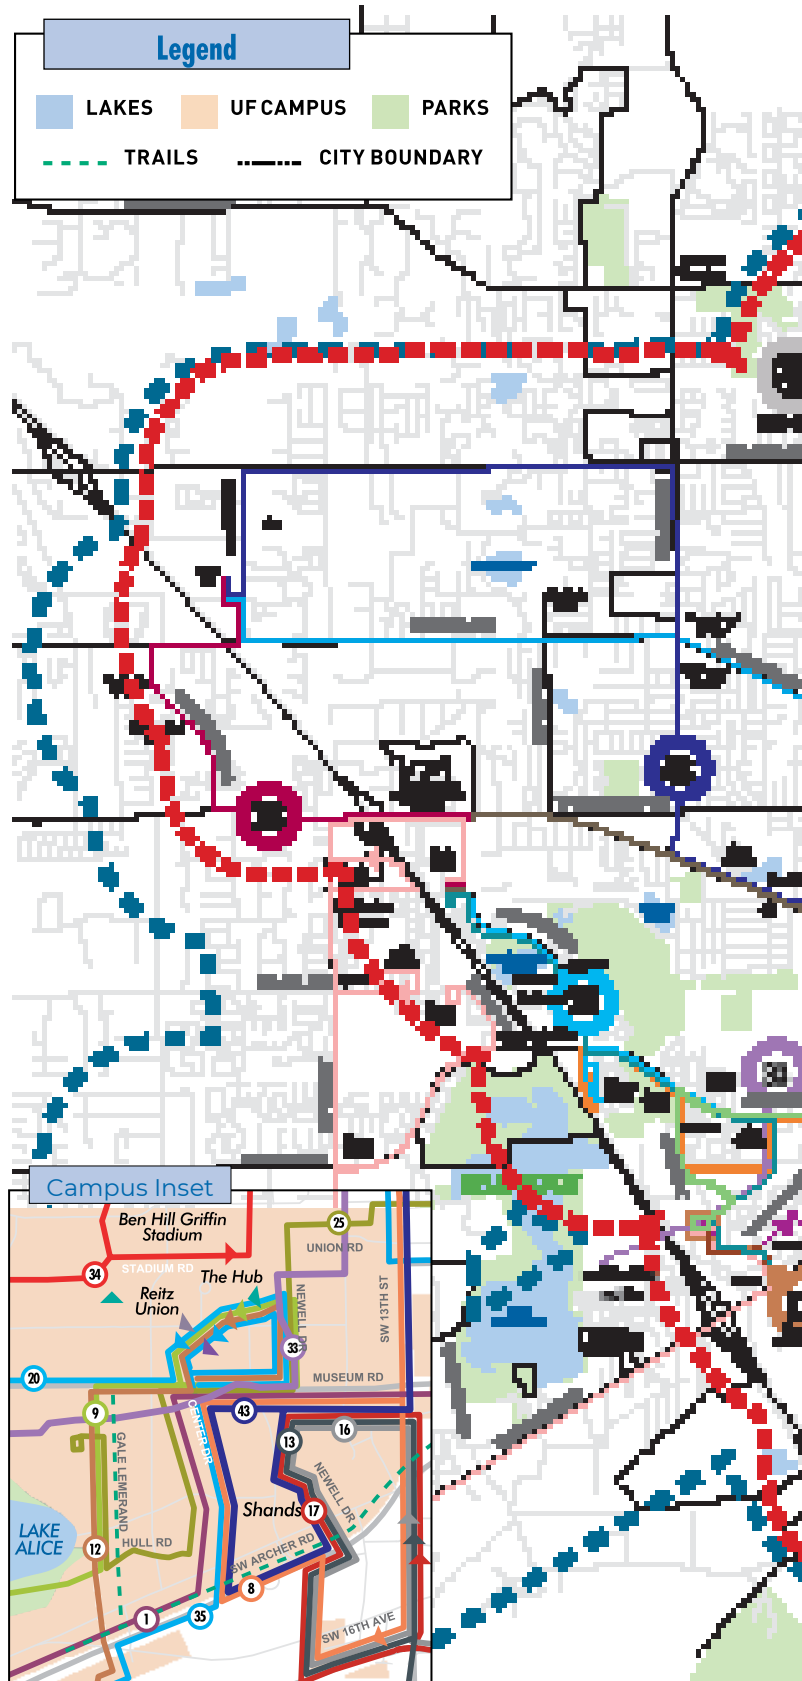 Legend
LAKES
UF CAMPUS
PARKS
TRAILS
CITY BOUNDARY
Campus Inset
Ben Hill Griffin
Stadium
25
UNION RD
STADIUM RD
34
The Hub
Reitz
Union
NEWELL DR
SW 13TH ST
33
20
MUSEUM RD
9
43
CENTER DR
16
13
GALE LEMERAND
NEWELL DR
Shands
17
LAKE
ALICE
HULL RD
12
SW ARCHER RD
8
1
35
SW 16TH AVE